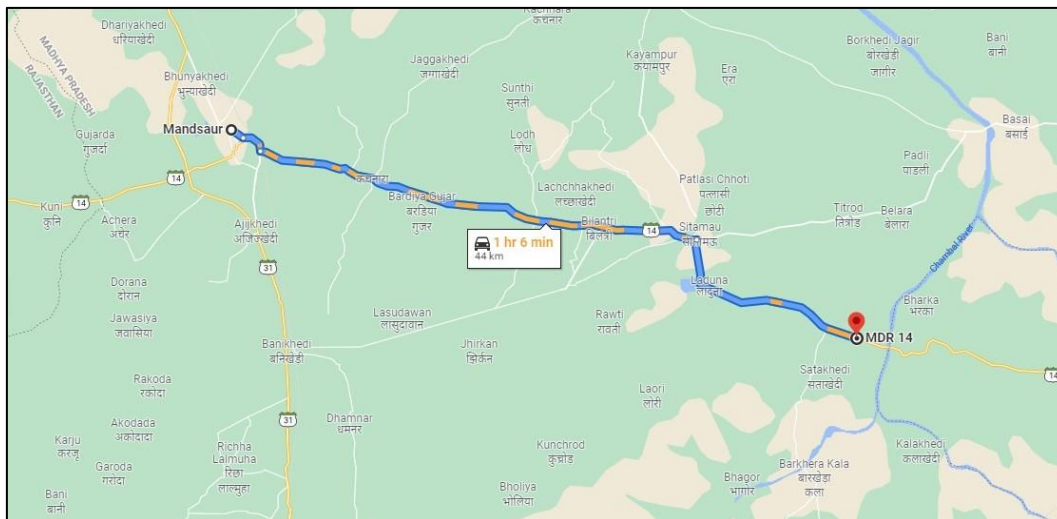 Kachnara
कचनार
Dhariyakhedi
धरियाखेडी
MADHYA PRADESH
RAJASTHAN
Bhunyakhedi
भुन्याखेड़ी
Jaggakhedi
जग्गाखेड़ी
Kayampur
कयामपुर
Era
एरा
Borkhedi Jagir
बोरखेड़ी
जागीर
Bani
बानी
Sunthi
सुनती
Mandsaur
Gujarda
गुजर्दा
Lodh
लोध
Basai
बसाई
Padli
पाडली
14
14
Kuni
कुनि
Achera
अचेर
Ajijkhedi
अजिज्खेड़ी
कचनारा
Bardiya Gujar
बरडिया
गुजर
Lachchhakhedi
लच्छाखेड़ी
Bilantri
बिलंत्री
Patlasi Chhoti
पत्लासी
छोटी
Titrod
तित्रोड़
Belara
बेलारा
14
Sitamau
सीतामऊ
1 hr 6 min
44 km
31
Chambal River
Dorana
दोरान
Laduna
लादुना
Bharka
भरका
Jawasiya
जवासिया
Lasudawan
लासुदावान
Rawti
रावती
MDR 14
Banikhedi
बनिखेड़ी
Jhirkan
झिर्कन
Satakhedi
सताखेदी
14
Rakoda
रकोदा
Laori
लोरी
31
Akodada
अकोदादा
Dhamnar
धमनर
Karju
करजू
Richha
Lalmuha
रिछा
लाल्मुहा
Kunchrod
कुच्रोड
Kalakhedi
कलाखेदी
Garoda
गरोदा
Barkhera Kala
बारखेडा
कला
Bhagor
भागोर
Bani
बानी
Bholiya
भोलिया